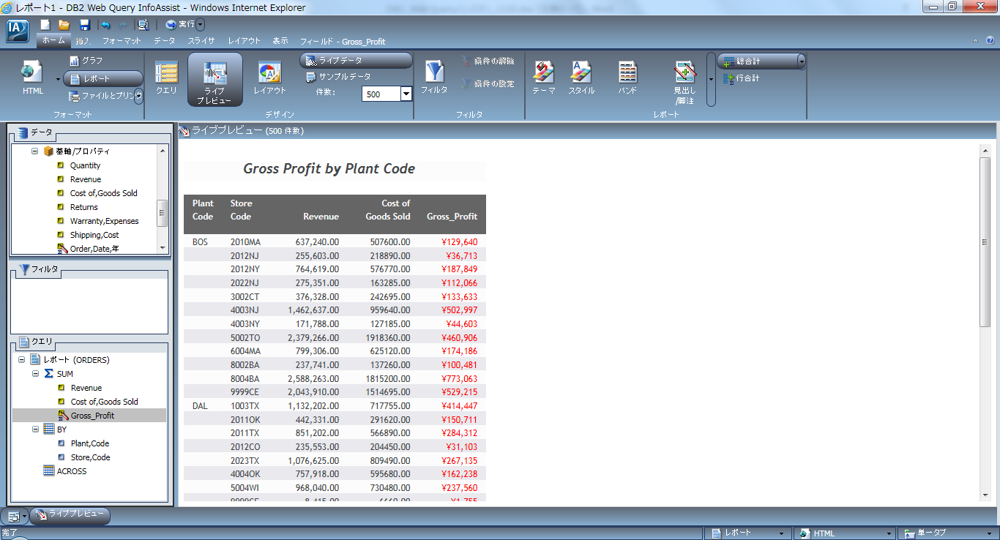 レポート1 - DB2 Web Query InfoAssist - Windows Internet Explorer
IA
実行
ホーム 挿入 フォーマット データ スライサ レイアウト 表示 フィールド - Gross_Profit
HTML
グラフ
レポート
ファイルとプリン
フォーマット
クエリ
ライブ
プレビュー
レイアウト
ライブデータ
サンプルデータ
件数: 500
デザイン
フィルタ
条件の解除
条件の設定
フィルタ
テーマ
スタイル
バンド
見出し
/脚注
総合計
行合計
レポート
データ
基軸/プロパティ
Quantity
Revenue
Cost of,Goods Sold
Returns
Warranty,Expenses
Shipping,Cost
Order,Date,年
フィルタ
クエリ
レポート (ORDERS)
SUM
Revenue
Cost of,Goods Sold
Gross_Profit
BY
Plant,Code
Store,Code
ACROSS
ライブプレビュー (500 件数)
Gross Profit by Plant Code
Plant Store Cost of
Code Code Revenue Goods Sold Gross_Profit
BOS 2010MA 637,240.00 507600.00 ¥129,640
2012NJ 255,603.00 218890.00 ¥36,713
2012NY 764,619.00 576770.00 ¥187,849
2022NJ 275,351.00 163285.00 ¥112,066
3002CT 376,328.00 242695.00 ¥133,633
4003NJ 1,462,637.00 959640.00 ¥502,997
4003NY 171,788.00 127185.00 ¥44,603
5002TO 2,379,266.00 1918360.00 ¥460,906
6004MA 799,306.00 625120.00 ¥174,186
8002BA 237,741.00 137260.00 ¥100,481
8004BA 2,588,263.00 1815200.00 ¥773,063
9999CE 2,043,910.00 1514695.00 ¥529,215
DAL 1003TX 1,132,202.00 717755.00 ¥414,447
2011OK 442,331.00 291620.00 ¥150,711
2011TX 851,202.00 566890.00 ¥284,312
2012CO 235,553.00 204450.00 ¥31,103
2023TX 1,076,625.00 809490.00 ¥267,135
4004OK 757,918.00 595680.00 ¥162,238
5004WI 968,040.00 730480.00 ¥237,560
9999CE 8,415.00 6660.00 ¥1,755
ライブプレビュー
完了
レポート
HTML
単一タブ